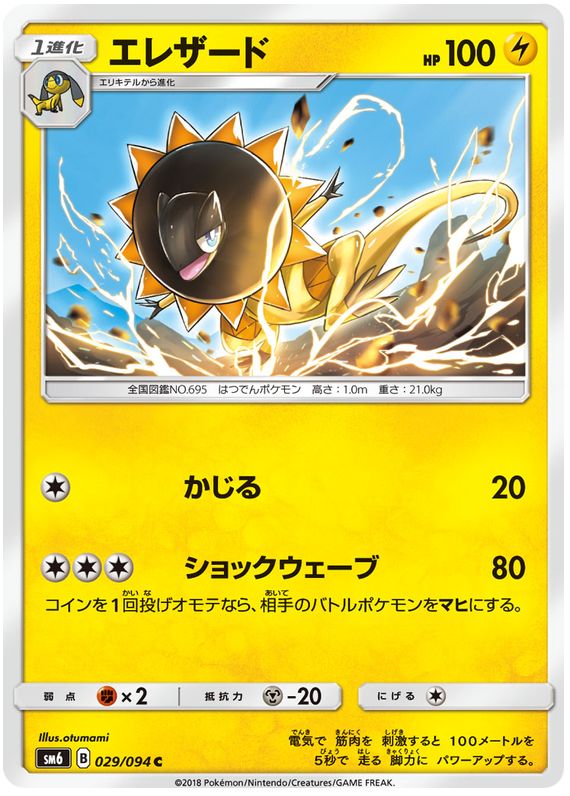 1進化
エレザード
HP 100
エリキテルから進化
全国図鑑NO.695 はつでんポケモン 高さ：1.0m 重さ：21.0kg
かじる 20
ショックウェーブ 80
コインを1回投げオモテなら、相手のバトルポケモンをマヒにする。
弱点 ×2 抵抗力 -20 にげる
Illus.otumami
SM6 B 029/094 C
電気で 筋肉を 刺激すると 100メートルを
5秒で 走る 脚力に パワーアップする。
©2018 Pokémon/Nintendo/Creatures/GAME FREAK.